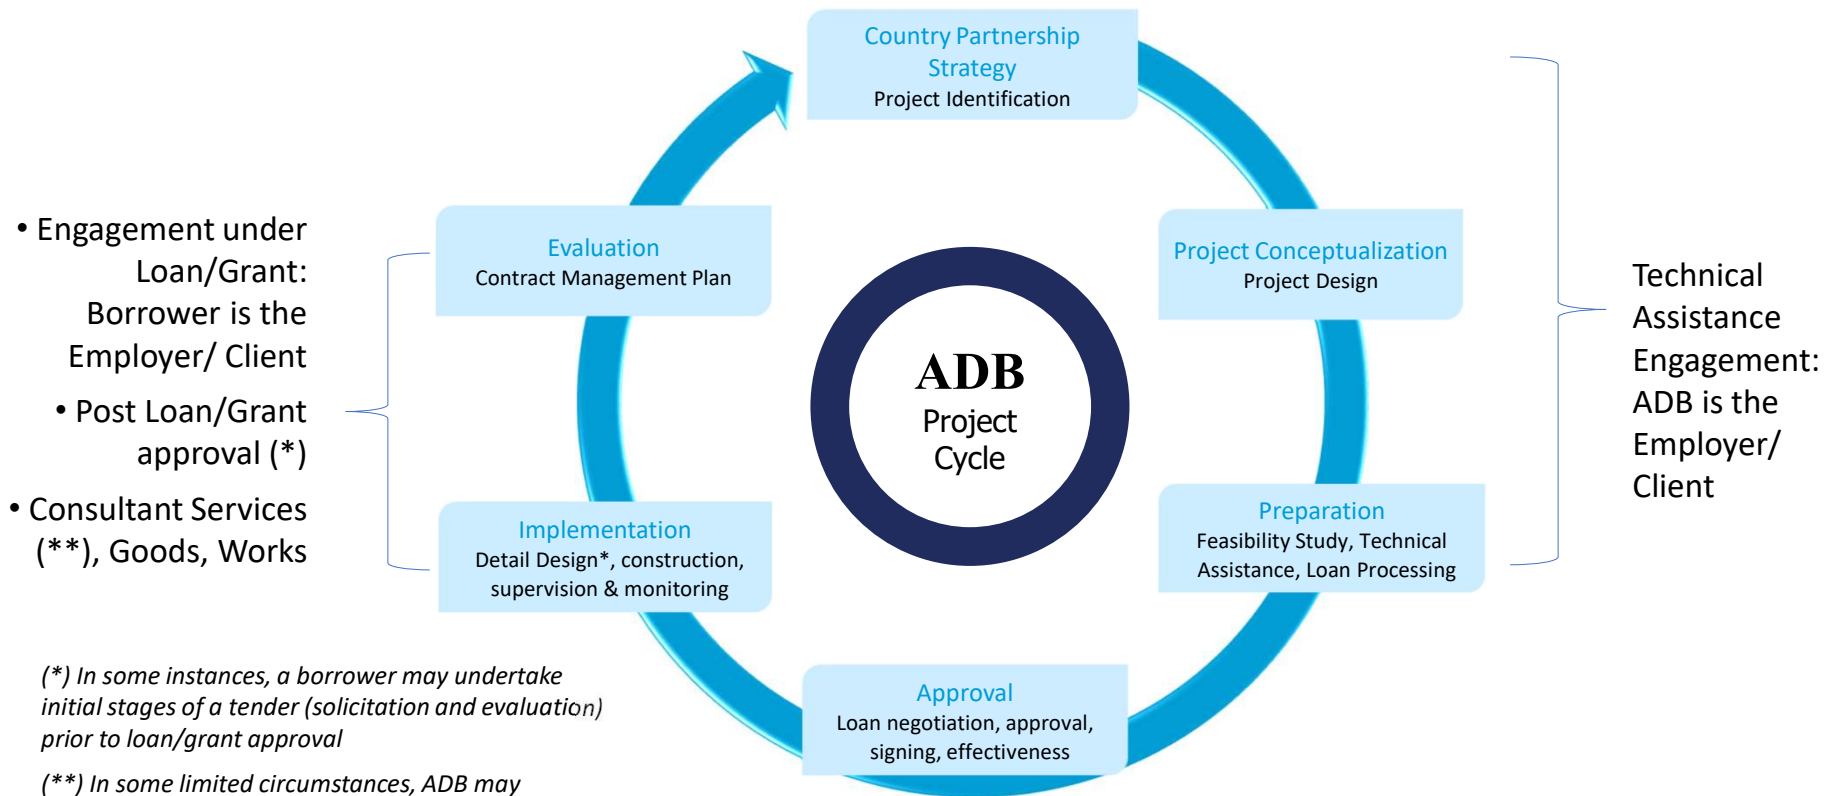 Country Partnership
Strategy
Project Identification
Project Conceptualization
Project Design
Preparation
Feasibility Study, Technical
Assistance, Loan Processing
Approval
Loan negotiation, approval,
signing, effectiveness
Implementation
Detail Design*, construction,
supervision & monitoring
Evaluation
Contract Management Plan
ADB
Project
Cycle
• Engagement under
Loan/Grant:
Borrower is the
Employer/ Client
• Post Loan/Grant
approval (*)
• Consultant Services
(**), Goods, Works
Technical
Assistance
Engagement:
ADB is the
Employer/
Client
(*) In some instances, a borrower may undertake
initial stages of a tender (solicitation and evaluation)
prior to loan/grant approval
(**) In some limited circumstances, ADB may